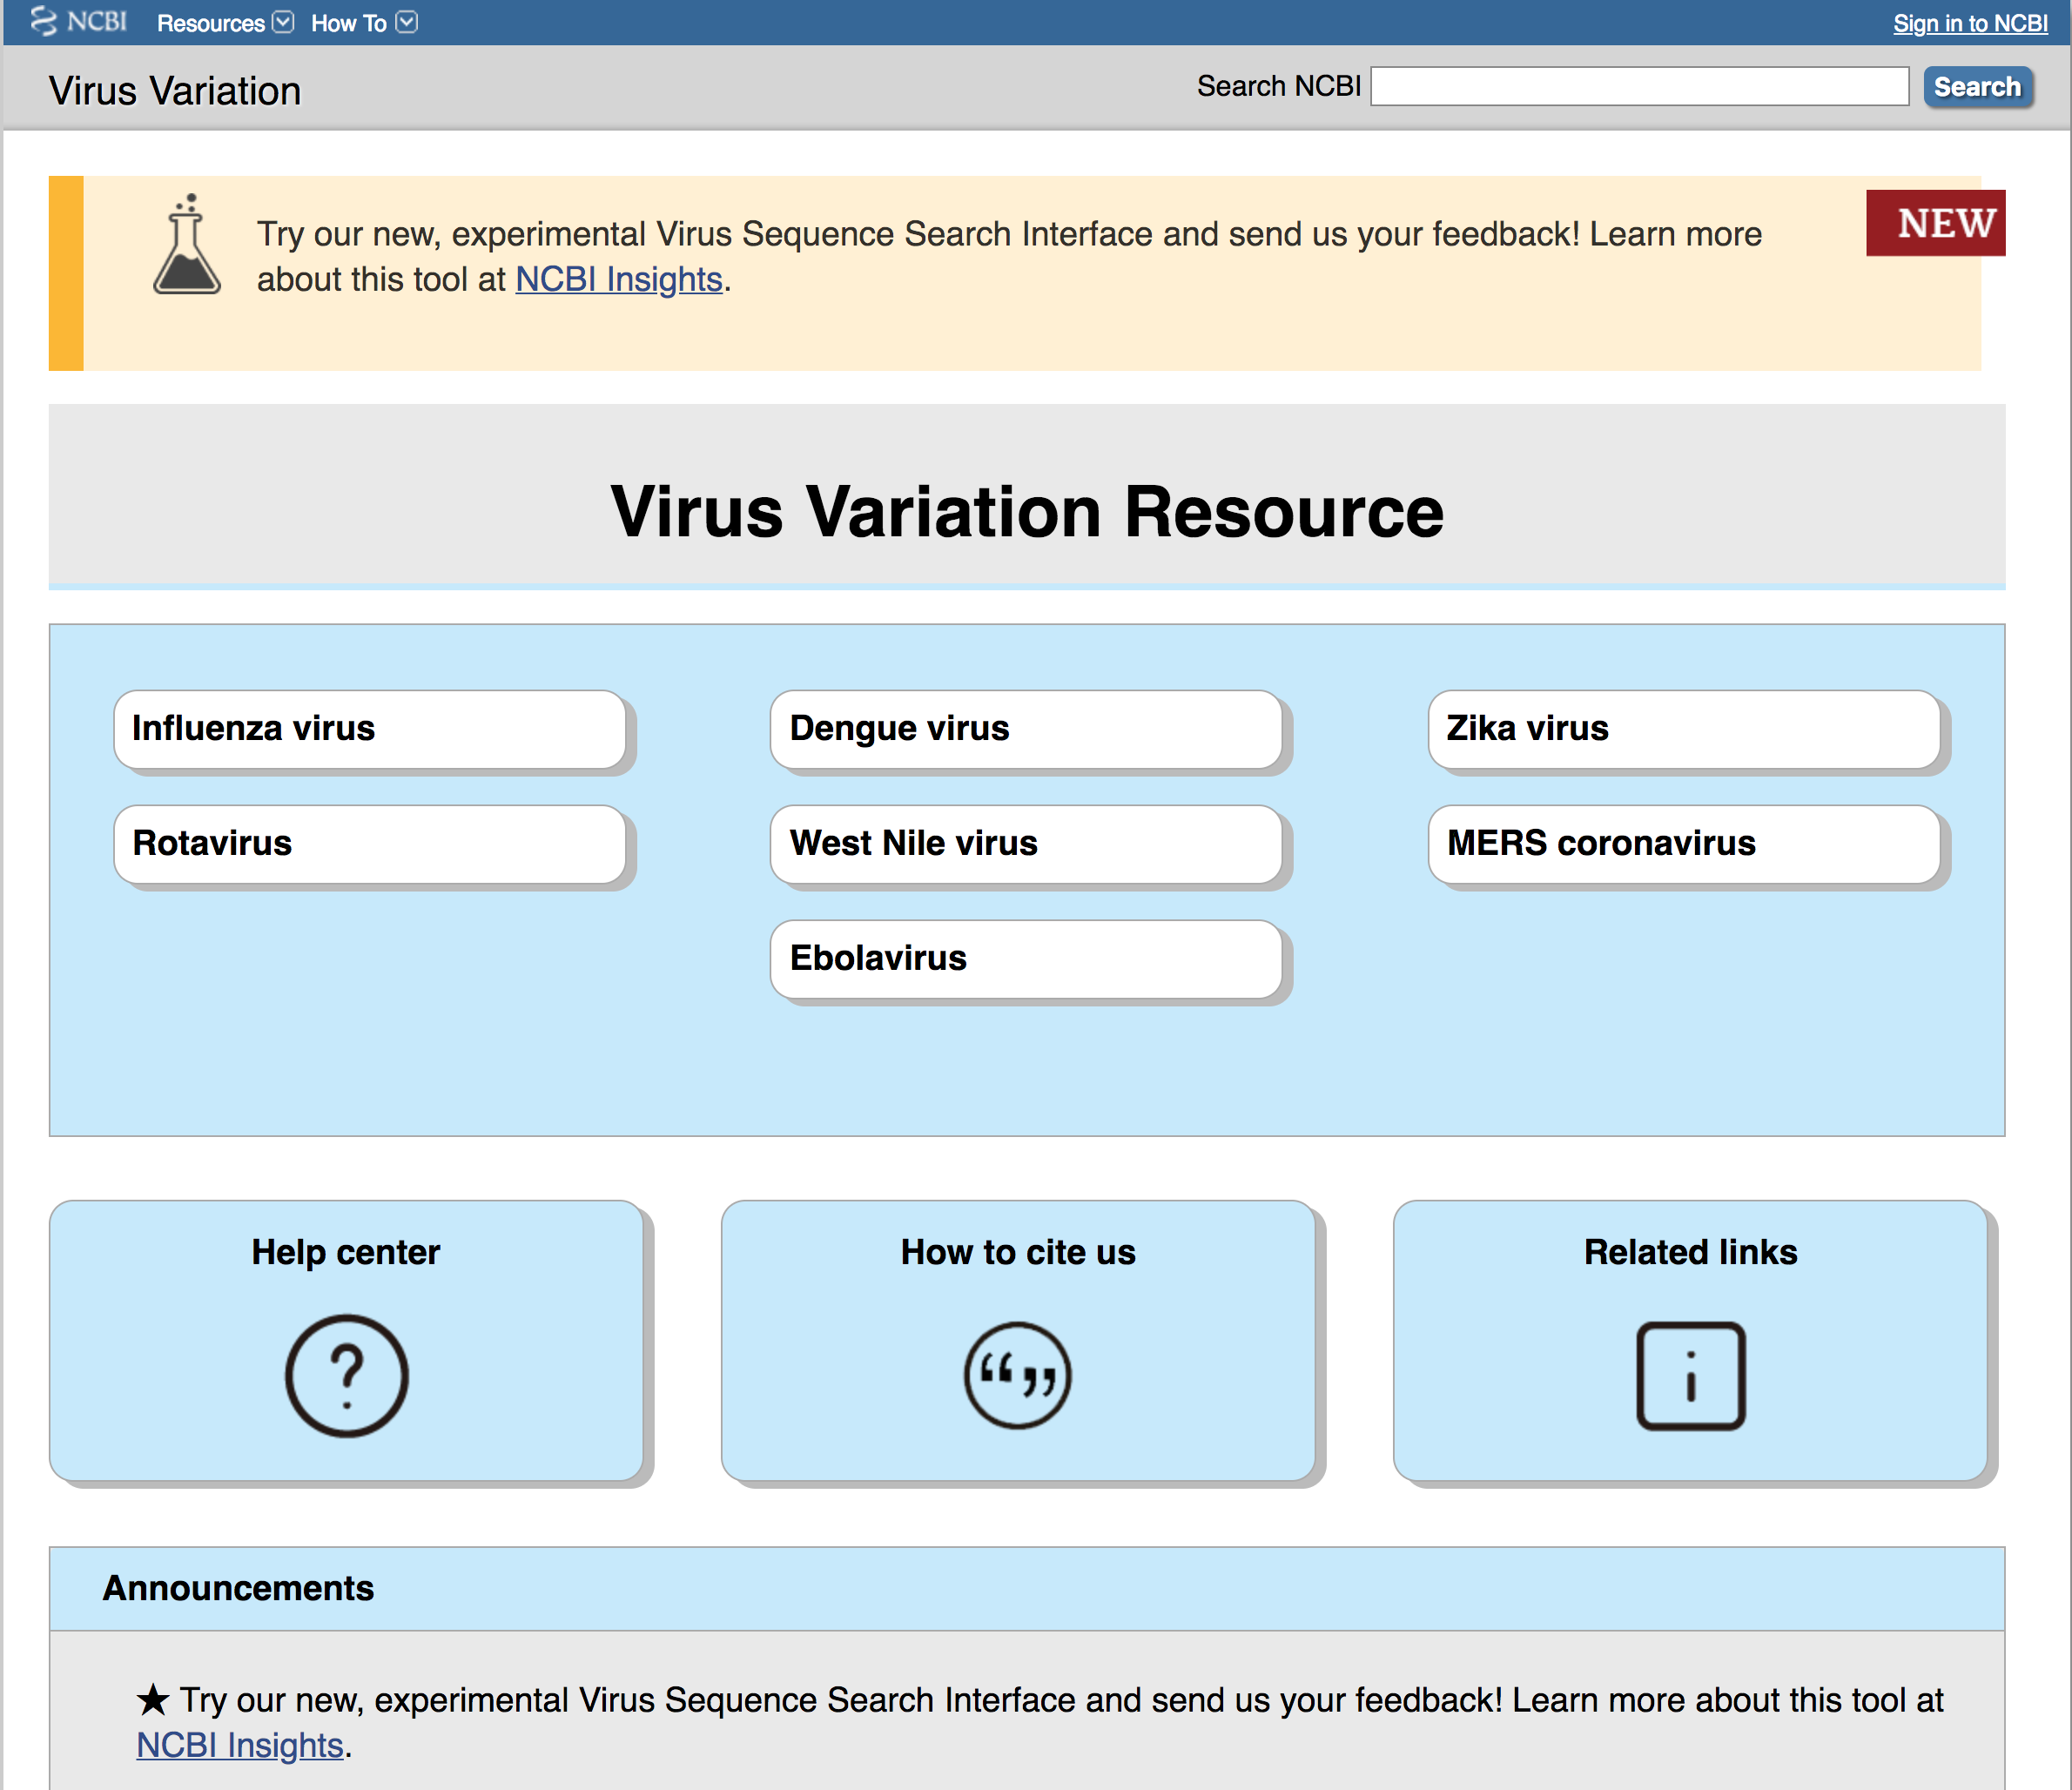 NCBI Resources How To Sign in to NCBI
Virus Variation Search NCBI Search
Try our new, experimental Virus Sequence Search Interface and send us your feedback! Learn more
about this tool at NCBI Insights.
NEW
Virus Variation Resource
Influenza virus Dengue virus Zika virus
Rotavirus West Nile virus MERS coronavirus
Ebolavirus
Help center How to cite us Related links
? “„ i
Announcements
★ Try our new, experimental Virus Sequence Search Interface and send us your feedback! Learn more about this tool at
NCBI Insights.